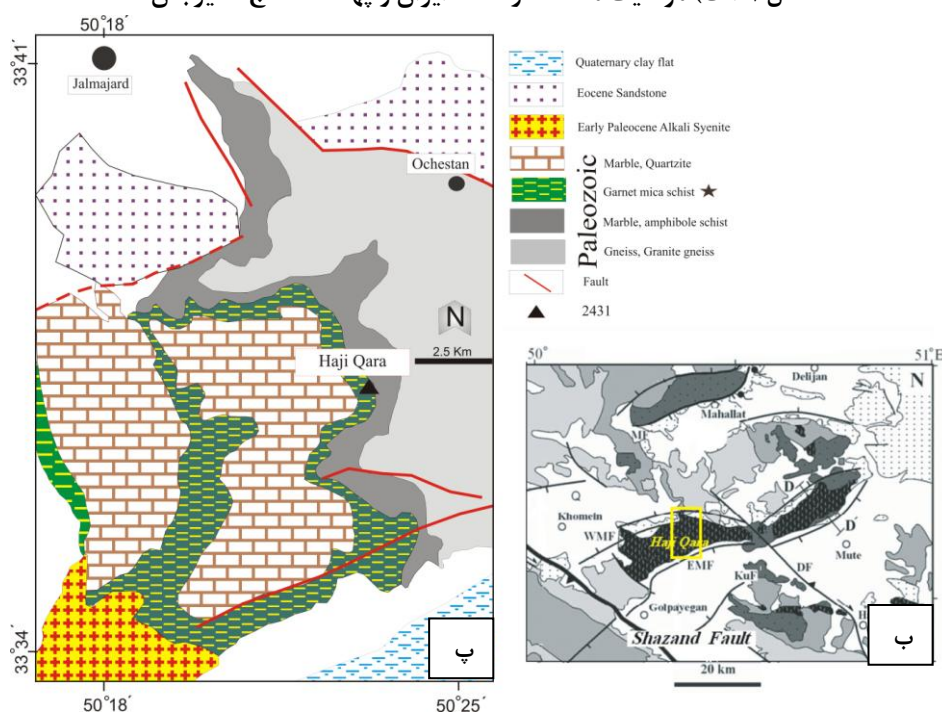 50°18´
33°41´
Jalmajard
Ochestan
N
2.5 Km
Haji Qara
33°34´
پ
50°18´
50°25´
Quaternary clay flat
Eocene Sandstone
Early Paleocene Alkali Syenite
Marble, Quartzite
Garnet mica schist
Marble, amphibole schist
Gneiss, Granite gneiss
Paleozoic
Fault
2431
50°
51°E
N
Delijan
Mahallat
Khomeln
WMF
Haji Qara
EMF
D
D´
Mute
DF
KuF
Golpayegan
Shazand Fault
ب
20 km